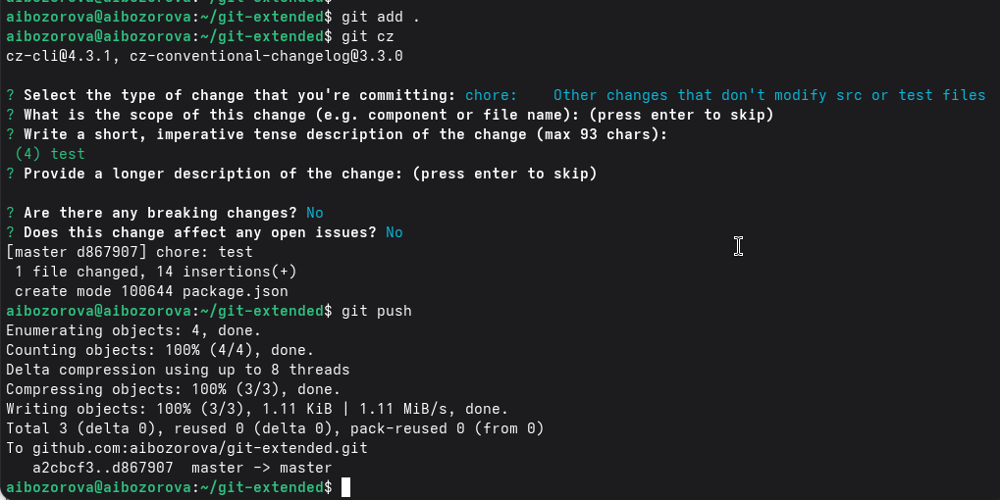 aibozorova@aibozorova:~/git-extended$ git add .
aibozorova@aibozorova:~/git-extended$ git cz
cz-cli@4.3.1, cz-conventional-changelog@3.3.0
? Select the type of change that you're committing: chore:    Other changes that don't modify src or test files
? What is the scope of this change (e.g. component or file name): (press enter to skip)
? Write a short, imperative tense description of the change (max 93 chars):
 (4) test
? Provide a longer description of the change: (press enter to skip)
? Are there any breaking changes? No
? Does this change affect any open issues? No
[master d867907] chore: test
 1 file changed, 14 insertions(+)
 create mode 100644 package.json
aibozorova@aibozorova:~/git-extended$ git push
Enumerating objects: 4, done.
Counting objects: 100% (4/4), done.
Delta compression using up to 8 threads
Compressing objects: 100% (3/3), done.
Writing objects: 100% (3/3), 1.11 KiB | 1.11 MiB/s, done.
Total 3 (delta 0), reused 0 (delta 0), pack-reused 0 (from 0)
To github.com:aibozorova/git-extended.git
   a2cbcf3..d867907  master -> master
aibozorova@aibozorova:~/git-extended$